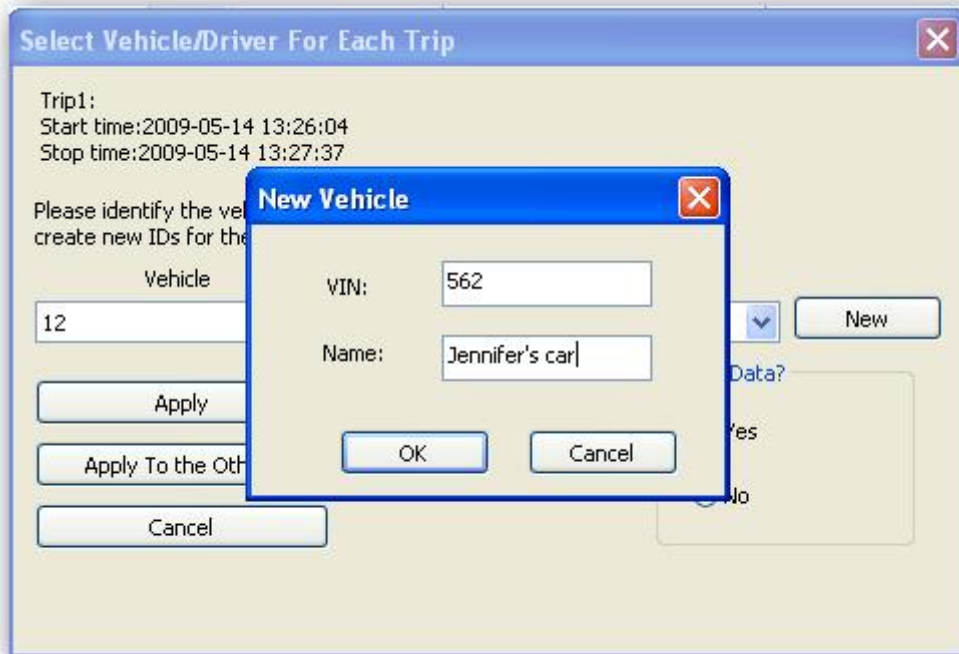 Select Vehicle/Driver For Each Trip
Trip1:
Start time:2009-05-14 13:26:04
Stop time:2009-05-14 13:27:37
Please identify the
create new IDs for the
Vehicle
12
New
Apply
Apply To the
Cancel
Data?
Yes
No
New Vehicle
VIN:
562
Name:
Jennifer's car
OK
Cancel